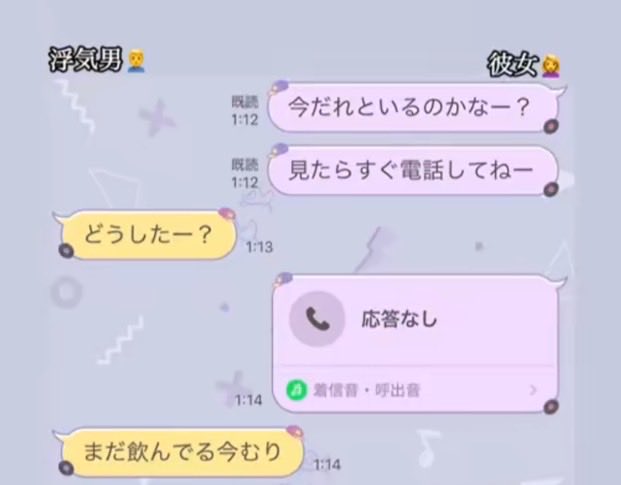 浮気男👨
彼女🙍‍♀️
既読
1:12
今だれといるのかなー？
既読
1:12
見たらすぐ電話してねー
どうしたー？
1:13
応答なし
着信音・呼出音
1:14
まだ飲んでる今むり
1:14